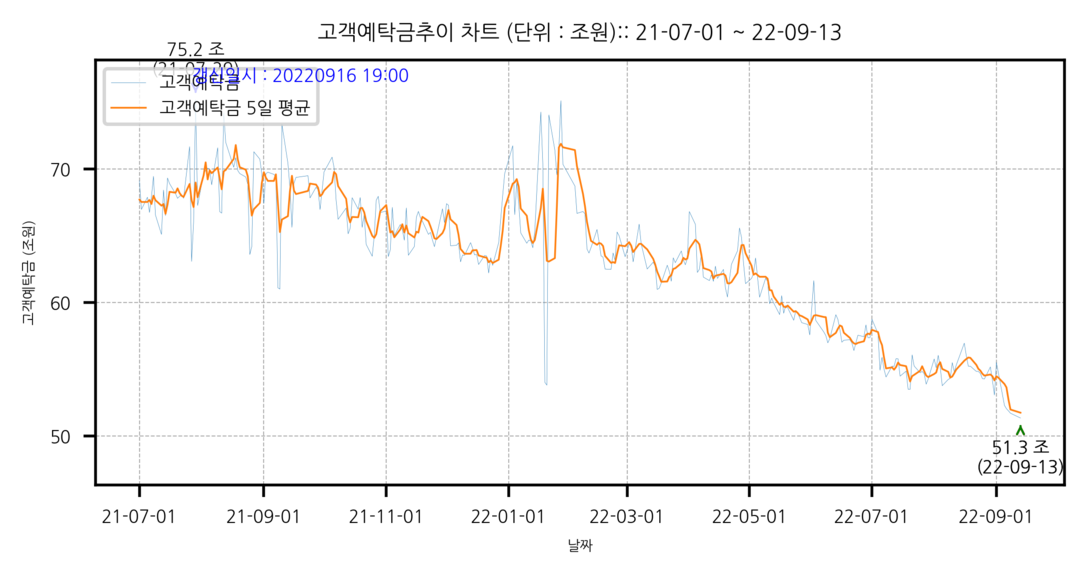 고객예탁금추이 차트 (단위 : 조원):: 21-07-01 ~ 22-09-13
75.2 조
갱신일시 : 20220916 19:00
고객예탁금
고객예탁금 5일 평균
고객예탁금 (조원)
70
60
50
51.3 조
(22-09-13)
21-07-01
21-09-01
21-11-01
22-01-01
22-03-01
22-05-01
22-07-01
22-09-01
날짜